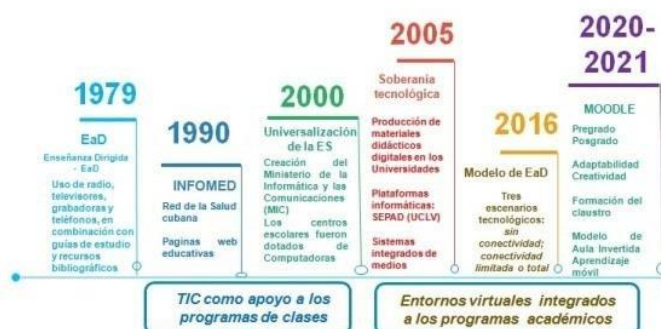 1979
EaD
Enseñanza Dirigida
- EaD
Uso de radio,
televisores,
grabadoras y
teléfonos, en
combinación con
guías de estudio
y recursos
bibliográficos
1990
INFOMED
Red de la Salud
cubana
Paginas web
educativas
2000
Universalización
de la ES
Creación del
Ministerio de la
Informática y las
Comunicaciones
(MIC)
Los centros
escolares fueron
dotados de
Computadoras
2005
Soberanía
tecnológica
Producción de
materiales
didácticos
digitales en los
Universidades
Plataformas
informáticas:
SEPAD (UCLV)
Sistemas
integrados de
medios
2016
Modelo de EaD
Tres
escenarios
tecnológicos:
sin
conectividad;
conectividad
limitada o total
2020-
2021
MOODLE
Pregrado
Posgrado
Adaptabilidad
Creatividad
Formación del
claustro
Modelo de
Aula Invertida
Aprendizaje
móvil
TIC como apoyo a los
programas de clases
Entornos virtuales integrados
a los programas académicos